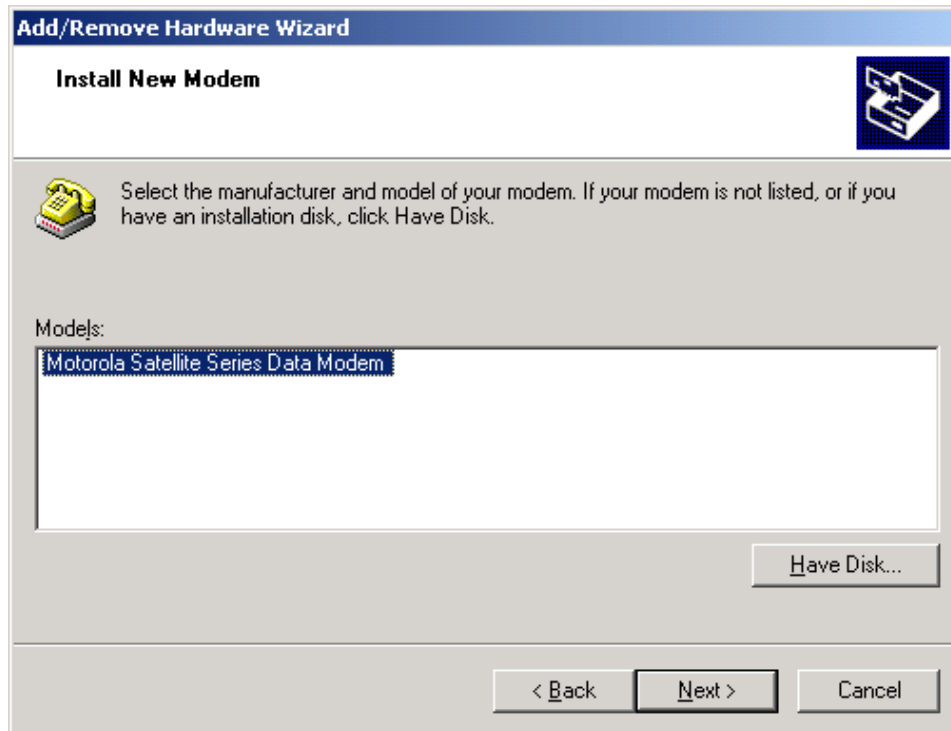 Add/Remove Hardware Wizard
Install New Modem
Select the manufacturer and model of your modem. If your modem is not listed, or if you
have an installation disk, click Have Disk.
Models:
Motorola Satellite Series Data Modem
Have Disk...
< Back
Next >
Cancel